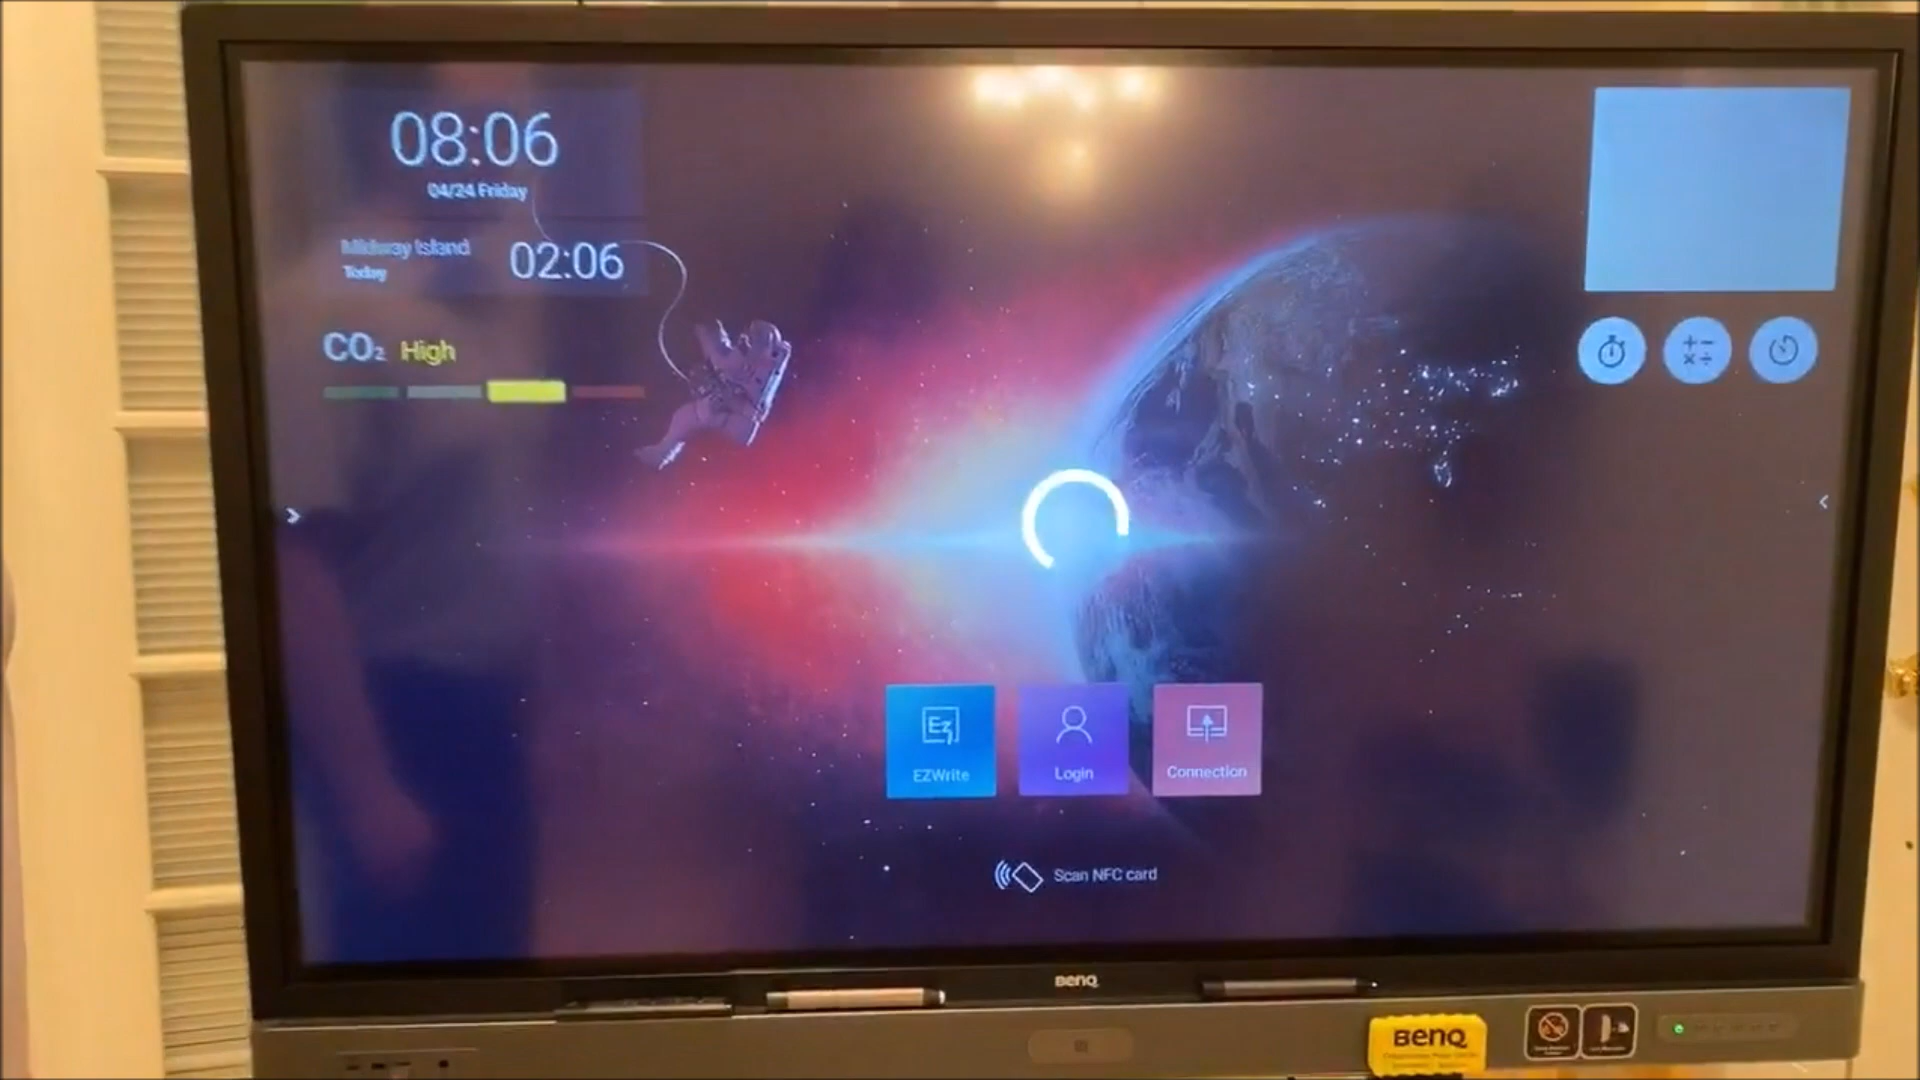 08:06
04/24 Friday
Midway Island
Today
02:06
CO₂ High
EZWrite
Login
Connection
Scan NFC card
BenQ
BenQ